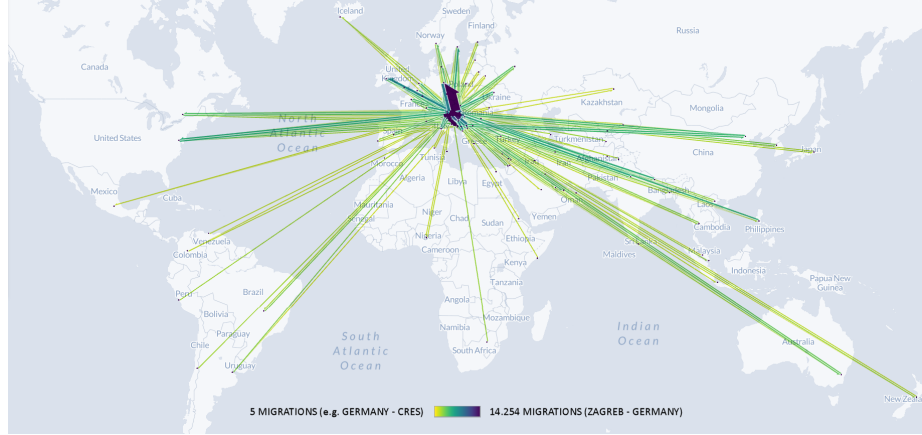 Iceland
Sweden
Finland
Norway
Russia
Canada
United
Kingdom
Poland
Ukraine
Kazakhstan
France
Mongolia
North
Atlantic
Ocean
United States
Spain
Greece
Turkey
Turkmenistan
China
Japan
Morocco
Tunisia
Iraq
Iran
Afghanistan
Algeria
Libya
Egypt
Pakistan
Mexico
Cuba
Oman
Bangladesh
Mauritania
Laos
Senegal
Niger
Chad
Sudan
Yemen
Cambodia
Philippines
Venezuela
Nigeria
Ethiopia
Sri Lanka
Colombia
Cameroon
Maldives
Malaysia
Kenya
Indonesia
Papua New
Guinea
Peru
Brazil
Tanzania
Angola
Bolivia
Mozambique
Namibia
Indian
Ocean
Paraguay
South
Atlantic
Ocean
Australia
Chile
South Africa
Uruguay
New Zeala
5 MIGRATIONS (e.g. GERMANY - CRES)
14.254 MIGRATIONS (ZAGREB - GERMANY)